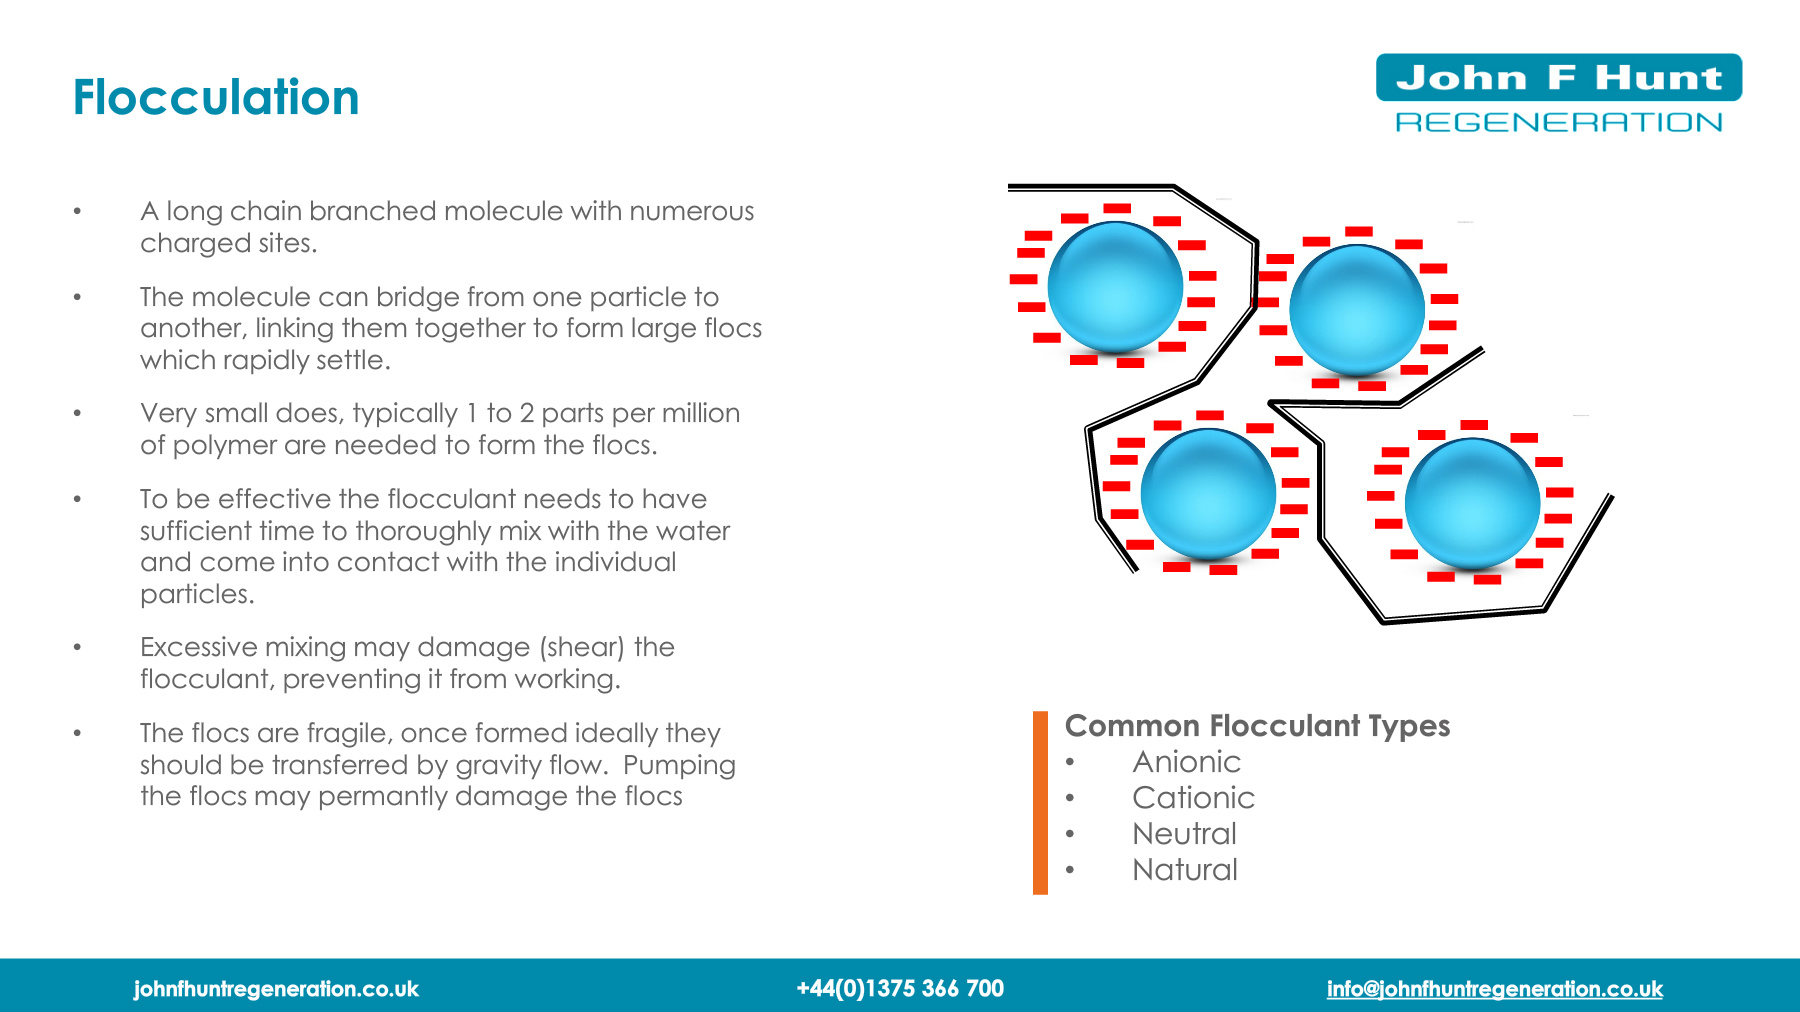 Flocculation
John F Hunt
REGENERATION
• A long chain branched molecule with numerous
charged sites.
• The molecule can bridge from one particle to
another, linking them together to form large flocs
which rapidly settle.
• Very small does, typically 1 to 2 parts per million
of polymer are needed to form the flocs.
• To be effective the flocculant needs to have
sufficient time to thoroughly mix with the water
and come into contact with the individual
particles.
• Excessive mixing may damage (shear) the
flocculant, preventing it from working.
• The flocs are fragile, once formed ideally they
should be transferred by gravity flow.  Pumping
the flocs may permantly damage the flocs
Common Flocculant Types
• Anionic
• Cationic
• Neutral
• Natural
johnfhuntregeneration.co.uk
+44(0)1375 366 700
info@johnfhuntregeneration.co.uk